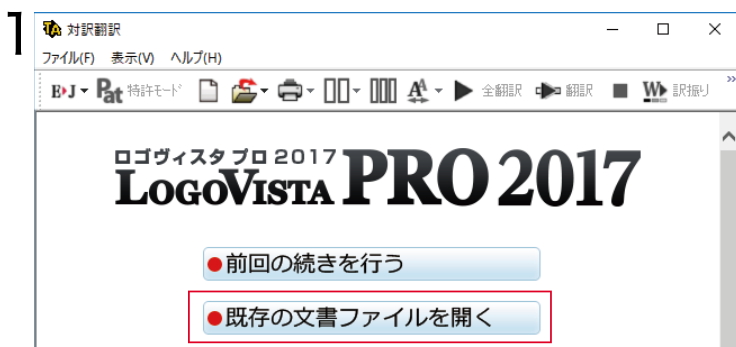 1
対訳翻訳
ファイル(F) 表示(V) ヘルプ(H)
E›J Pat 特許モード A A 全翻訳 翻訳 W 訳振り »
ロゴヴィスタ プロ 2017
LOGOVISTA PRO 2017
●前回の続きを行う
●既存の文書ファイルを開く